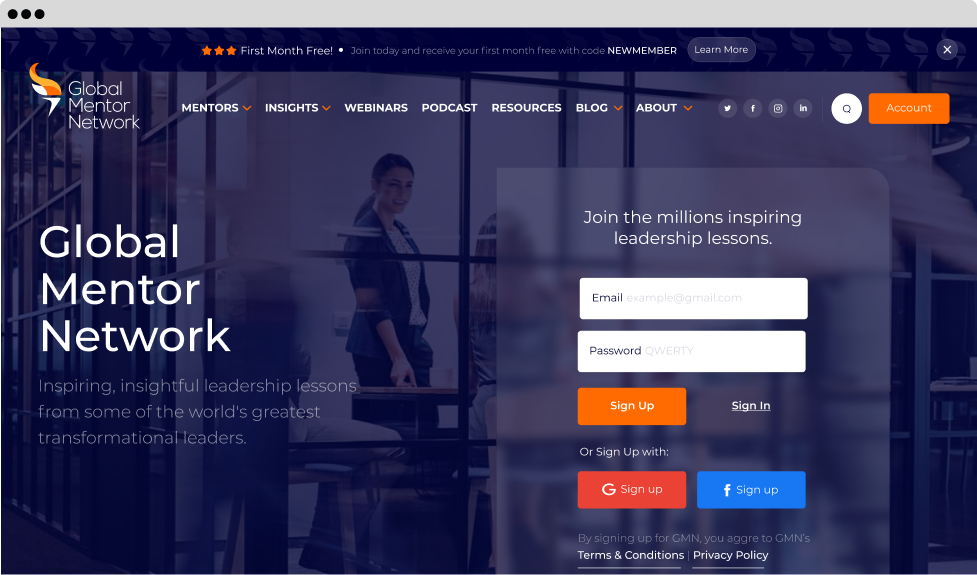 First Month Free! • Join today and receive your first month free with code NEWMEMBER Learn More
Global
Mentor
Network
MENTORS INSIGHTS WEBINARS PODCAST RESOURCES BLOG ABOUT Account
Join the millions inspiring
leadership lessons.
Global
Mentor
Network
Inspiring, insightful leadership lessons
from some of the world's greatest
transformational leaders.
Email example@gmail.com
Password QWERTY
Sign Up Sign In
Or Sign Up with:
G Sign up f Sign up
By signing up for GMN, you aggre to GMN's
Terms & Conditions | Privacy Policy